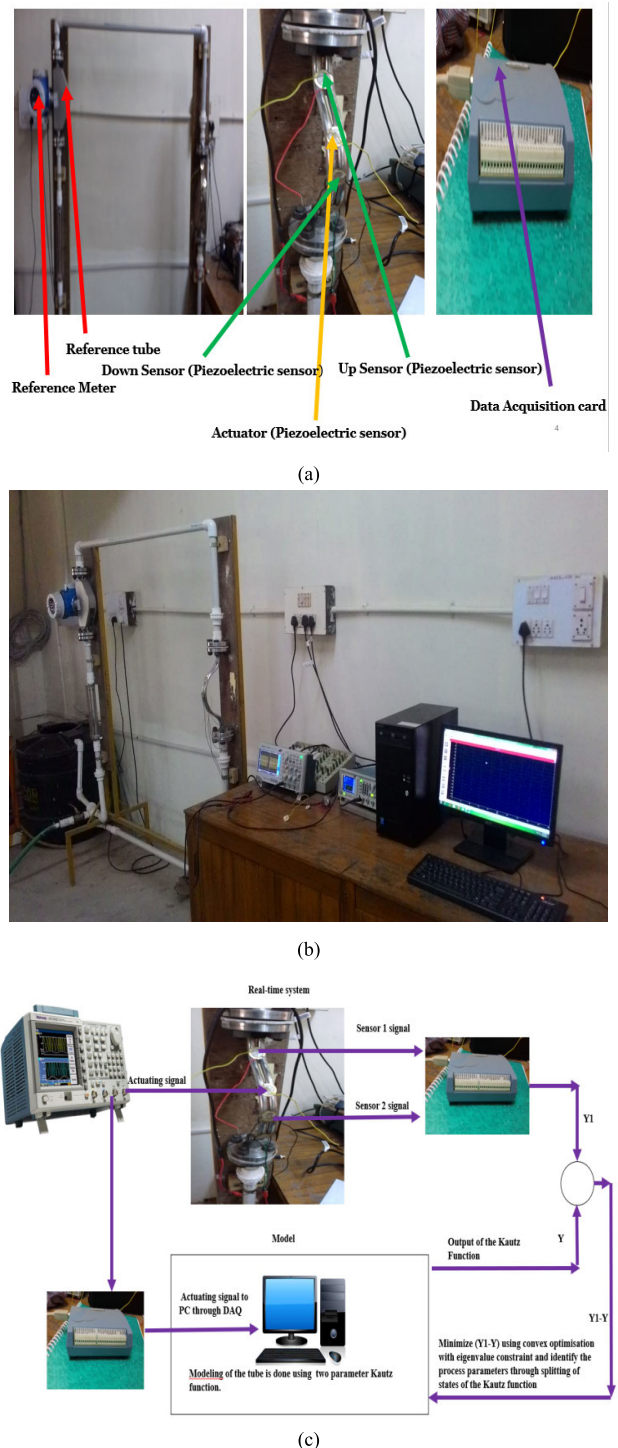 Reference tube
Down Sensor (Piezoelectric sensor)
Up Sensor (Piezoelectric sensor)
Reference Meter
Data Acquisition card
Actuator (Piezoelectric sensor)
4
(a)
(b)
Real-time system
Sensor 1 signal
Actuating signal
Sensor 2 signal
Y1
Model
Output of the Kautz
Function
Y
Actuating signal to
PC through DAQ
Y1-Y
Modeling of the tube is done using two parameter Kautz
function.
Minimize (Y1-Y) using convex optimisation
with eigenvalue constraint and identify the
process parameters through splitting of
states of the Kautz function
(c)